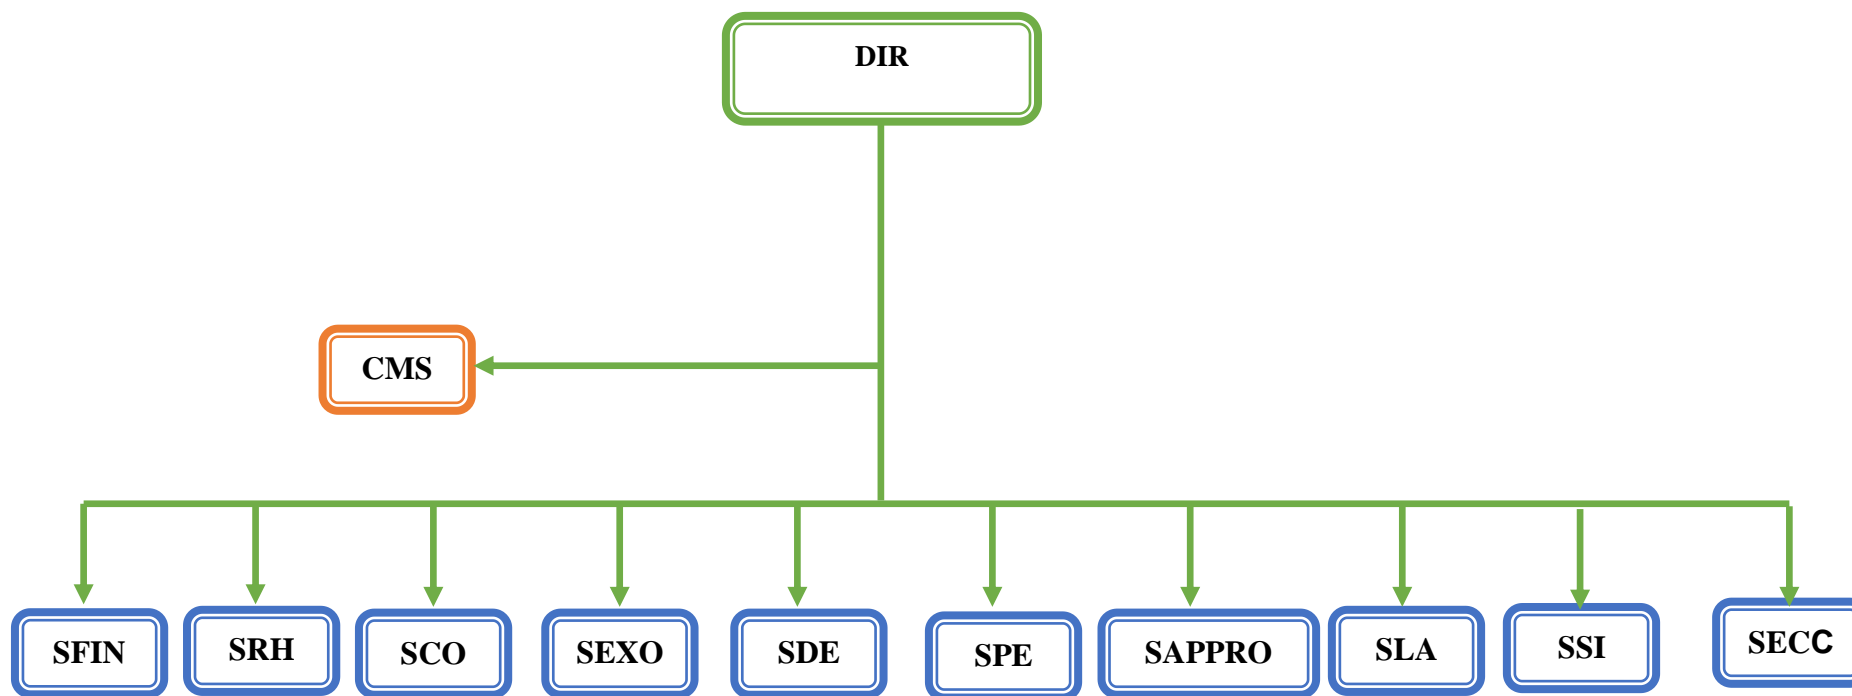 DIR
CMS
SFIN
SRH
SCO
SEXO
SDE
SPE
SAPPRO
SLA
SSI
SECC